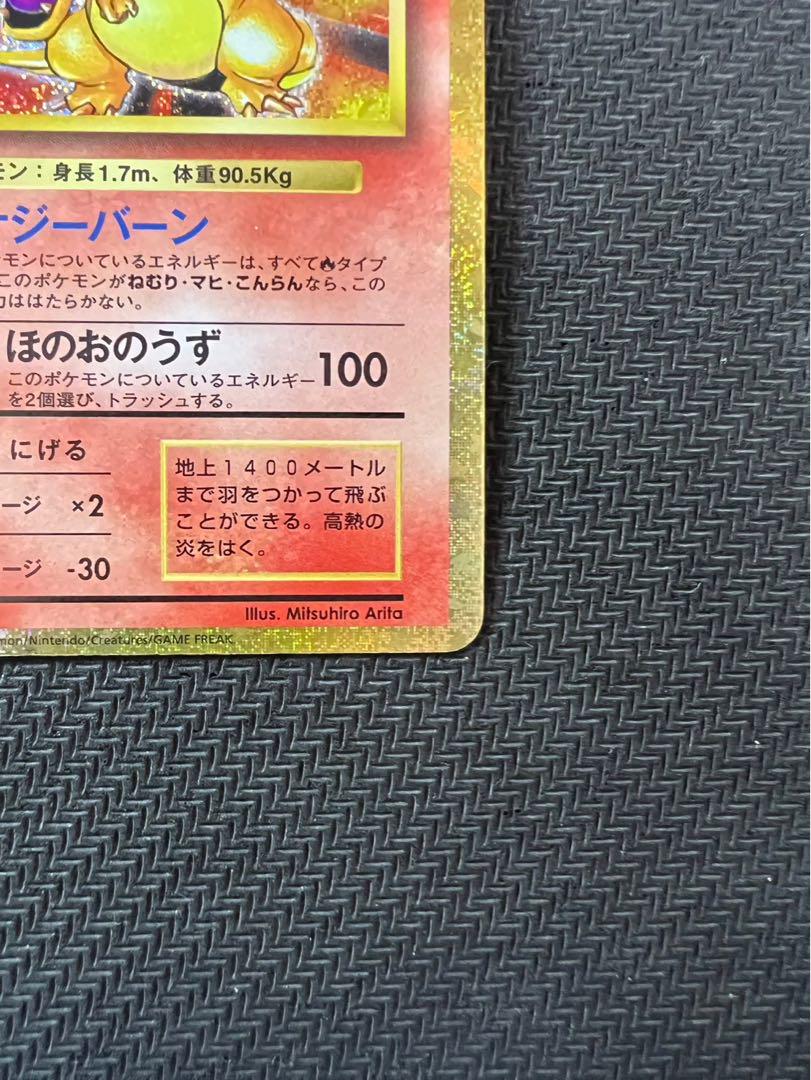 モン：身長1.7m、体重90.5Kg
ジーバーン
モンについているエネルギーは、すべて🔥タイプ
このポケモンがねむり・マヒ・こんらんなら、この
力ははたらかない。
ほのおのうず
100
このポケモンについているエネルギー
を2個選び、トラッシュする。
にげる
ージ ×2
ージ -30
地上1400メートル
まで羽をつかって飛ぶ
ことができる。高熱の
炎をはく。
Illus. Mitsuhiro Arita
mon/Nintendo/Creatures/GAME FREAK.